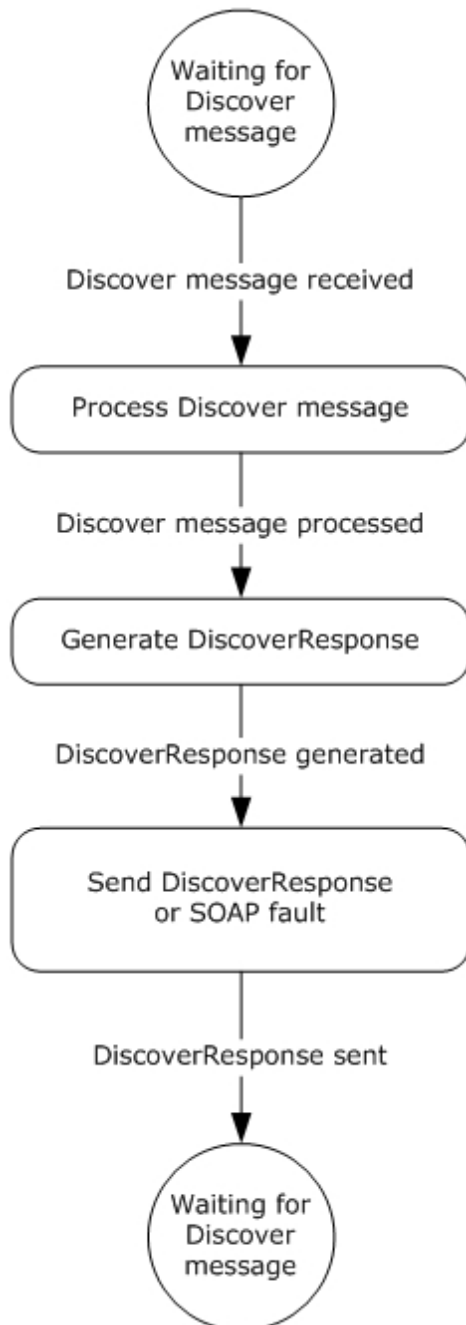 Waiting for
Discover
message
Discover message received
Process Discover message
Discover message processed
Generate DiscoverResponse
DiscoverResponse generated
Send DiscoverResponse
or SOAP fault
DiscoverResponse sent
Waiting for
Discover
message